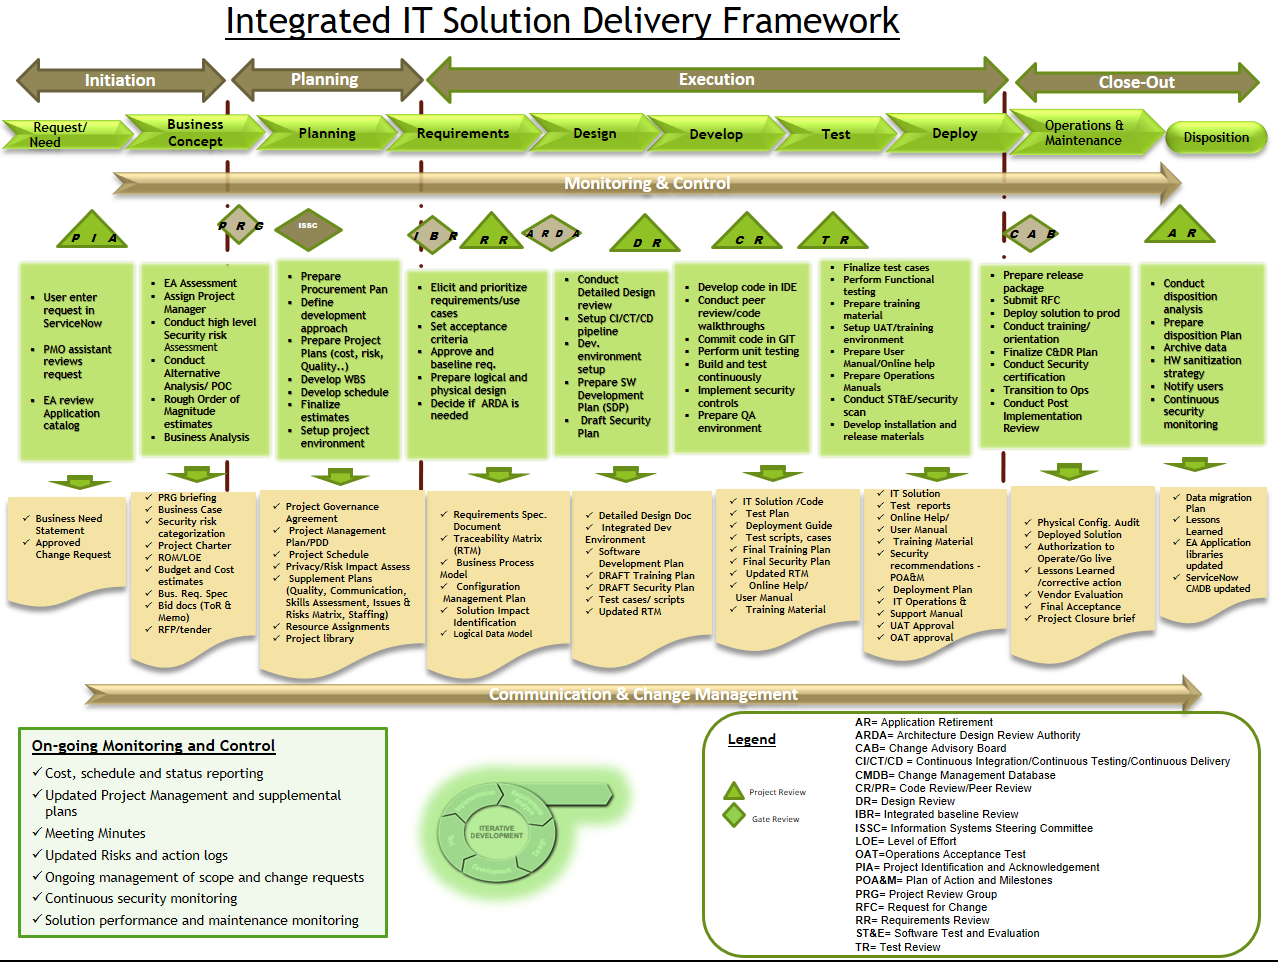 Integrated IT Solution Delivery Framework
Initiation
Planning
Execution
Close-Out
Request/
Need
Business
Concept
Planning
Requirements
Design
Develop
Test
Deploy
Operations &
Maintenance
Disposition
Monitoring & Control
P I A
P R G
ISSC
I B R
R R
A R D A
D R
C R
T R
C A B
A R
User enter
request in
ServiceNow
PMO assistant
reviews
request
EA review
Application
catalog
EA Assessment
Assign Project
Manager
Conduct high level
Security risk
Assessment
Conduct
Alternative
Analysis/ POC
Rough Order of
Magnitude
estimates
Business Analysis
Prepare
Procurement Pan
Define
development
approach
Prepare Project
Plans (cost, risk,
Quality..)
Develop WBS
Develop schedule
Finalize
estimates
Setup project
environment
Elicit and prioritize
requirements/use
cases
Set acceptance
criteria
Approve and
baseline req.
Prepare logical and
physical design
Decide if ARDA is
needed
Conduct
Detailed Design
review
Setup CI/CT/CD
pipeline
Dev.
environment
setup
Prepare SW
Development
Plan (SDP)
Draft Security
Plan
Develop code in IDE
Conduct peer
review/code
walkthroughs
Commit code in GIT
Perform unit testing
Build and test
continuously
Implement security
controls
Prepare QA
environment
Finalize test cases
Perform Functional
testing
Prepare training
material
Setup UAT/training
environment
Prepare User
Manual/Online help
Prepare Operations
Manuals
Conduct ST&E/security
scan
Develop installation and
release materials
Prepare release
package
Submit RFC
Deploy solution to prod
Conduct training/
orientation
Finalize C&DR Plan
Conduct Security
certification
Transition to Ops
Conduct Post
Implementation
Review
Conduct
disposition
analysis
Prepare
disposition Plan
Archive data
HW sanitization
strategy
Notify users
Continuous
security
monitoring
Business Need
Statement
Approved
Change Request
PRG briefing
Business Case
Security risk
categorization
Project Charter
ROM/LOE
Budget and Cost
estimates
Bus. Req. Spec
Bid docs (ToR &
Memo)
RFP/tender
Project Governance
Agreement
Project Management
Plan/PDD
Project Schedule
Privacy/Risk Impact Assess
Supplement Plans
(Quality, Communication,
Skills Assessment, Issues &
Risks Matrix, Staffing)
Resource Assignments
Project library
Requirements Spec.
Document
Traceability Matrix
(RTM)
Business Process
Model
Configuration
Management Plan
Solution Impact
Identification
Logical Data Model
Detailed Design Doc
Integrated Dev
Environment
Software
Development Plan
DRAFT Training Plan
DRAFT Security Plan
Test cases/ scripts
Updated RTM
IT Solution /Code
Test Plan
Deployment Guide
Test scripts, cases
Final Training Plan
Final Security Plan
Updated RTM
Online Help/
User Manual
Training Material
IT Solution
Test reports
Online Help/
User Manual
Training Material
Security
recommendations -
POA&M
Deployment Plan
IT Operations &
Support Manual
UAT Approval
OAT approval
Physical Config. Audit
Deployed Solution
Authorization to
Operate/Go live
Lessons Learned
/corrective action
Vendor Evaluation
Final Acceptance
Project Closure brief
Data migration
Plan
Lessons
Learned
EA Application
libraries
updated
ServiceNow
CMDB updated
Communication & Change Management
On-going Monitoring and Control
Cost, schedule and status reporting
Updated Project Management and supplemental
plans
Meeting Minutes
Updated Risks and action logs
Ongoing management of scope and change requests
Continuous security monitoring
Solution performance and maintenance monitoring
Implementation
Requirements
Analysis
Design
Development
Test
ITERATIVE
DEVELOPMENT
Legend
Project Review
Gate Review
AR= Application Retirement
ARDA= Architecture Design Review Authority
CAB= Change Advisory Board
CI/CT/CD = Continuous Integration/Continuous Testing/Continuous Delivery
CMDB= Change Management Database
CR/PR= Code Review/Peer Review
DR= Design Review
IBR= Integrated baseline Review
ISSC= Information Systems Steering Committee
LOE= Level of Effort
OAT=Operations Acceptance Test
PIA= Project Identification and Acknowledgement
POA&M= Plan of Action and Milestones
PRG= Project Review Group
RFC= Request for Change
RR= Requirements Review
ST&E= Software Test and Evaluation
TR= Test Review